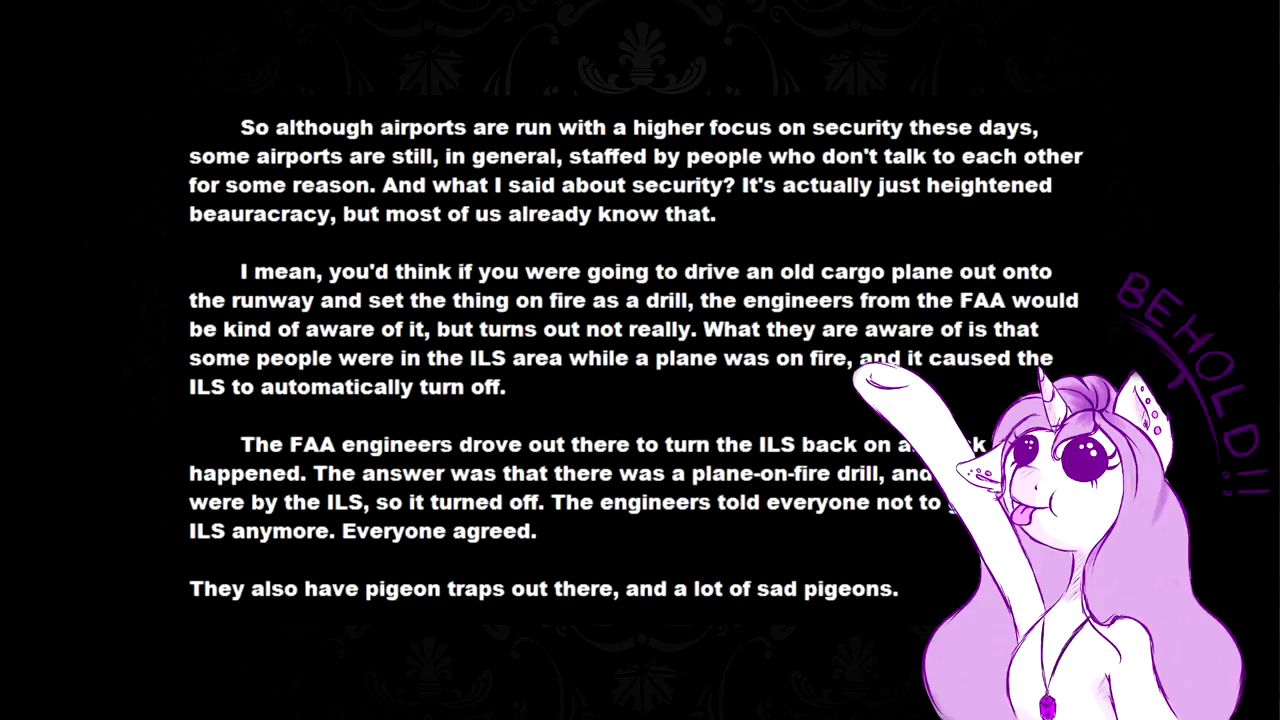 So although airports are run with a higher focus on security these days,
some airports are still, in general, staffed by people who don't talk to each other
for some reason. And what I said about security? It's actually just heightened
beauracracy, but most of us already know that.
I mean, you'd think if you were going to drive an old cargo plane out onto
the runway and set the thing on fire as a drill, the engineers from the FAA would
be kind of aware of it, but turns out not really. What they are aware of is that
some people were in the ILS area while a plane was on fire, and it caused the
ILS to automatically turn off.
The FAA engineers drove out there to turn the ILS back on
happened. The answer was that there was a plane-on-fire drill, and
were by the ILS, so it turned off. The engineers told everyone not to
ILS anymore. Everyone agreed.
They also have pigeon traps out there, and a lot of sad pigeons.
BEHOLD!!